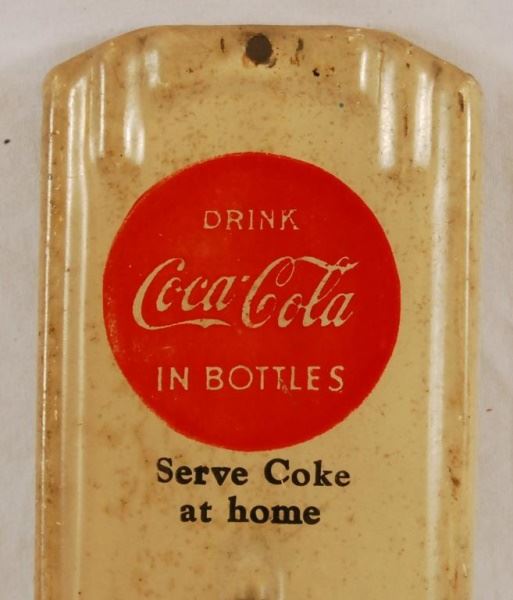 DRINK
Coca-Cola
IN BOTTLES
Serve Coke
at home